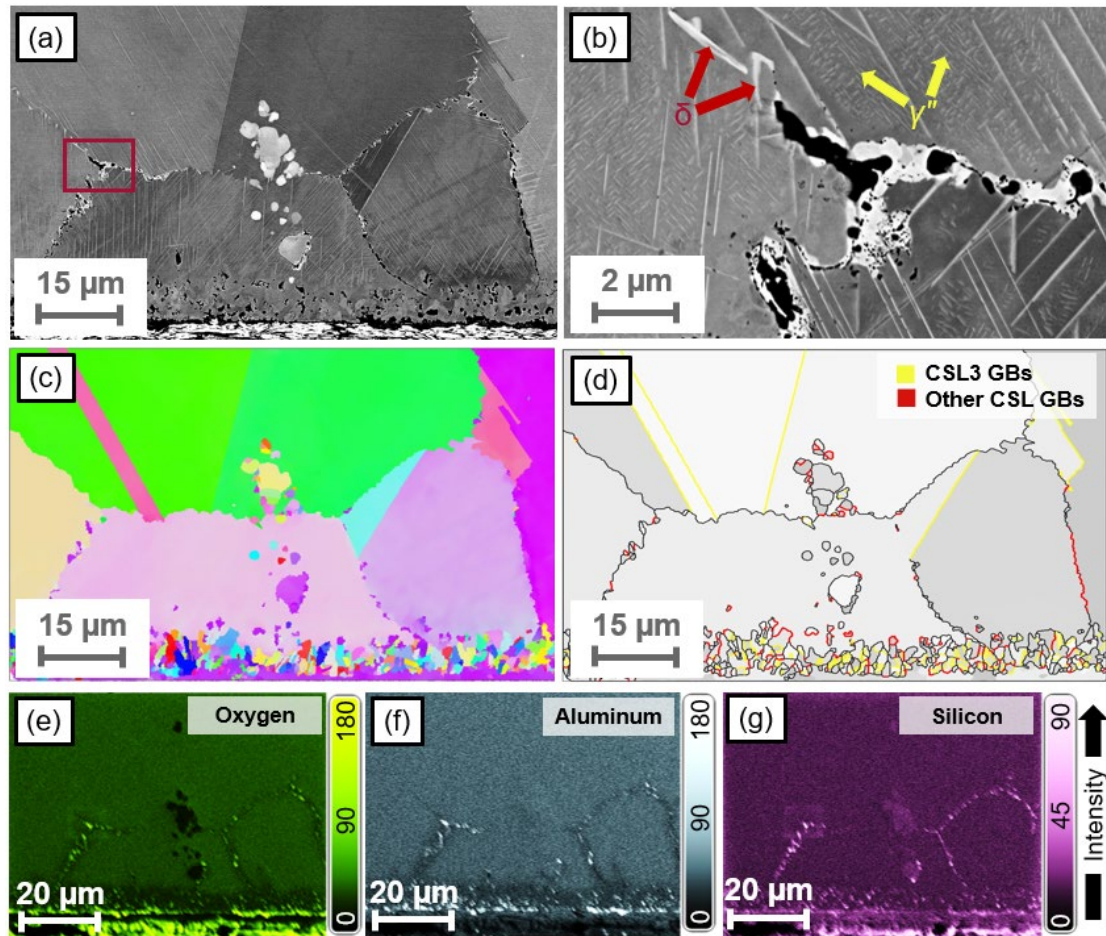 (a)
15 µm
(b)
δ
γ"
2 µm
(c)
15 µm
(d)
CSL3 GBs
Other CSL GBs
15 µm
(e)
Oxygen
20 µm
180
90
0
(f)
Aluminum
20 µm
180
90
0
(g)
Silicon
20 µm
90
45
0
Intensity